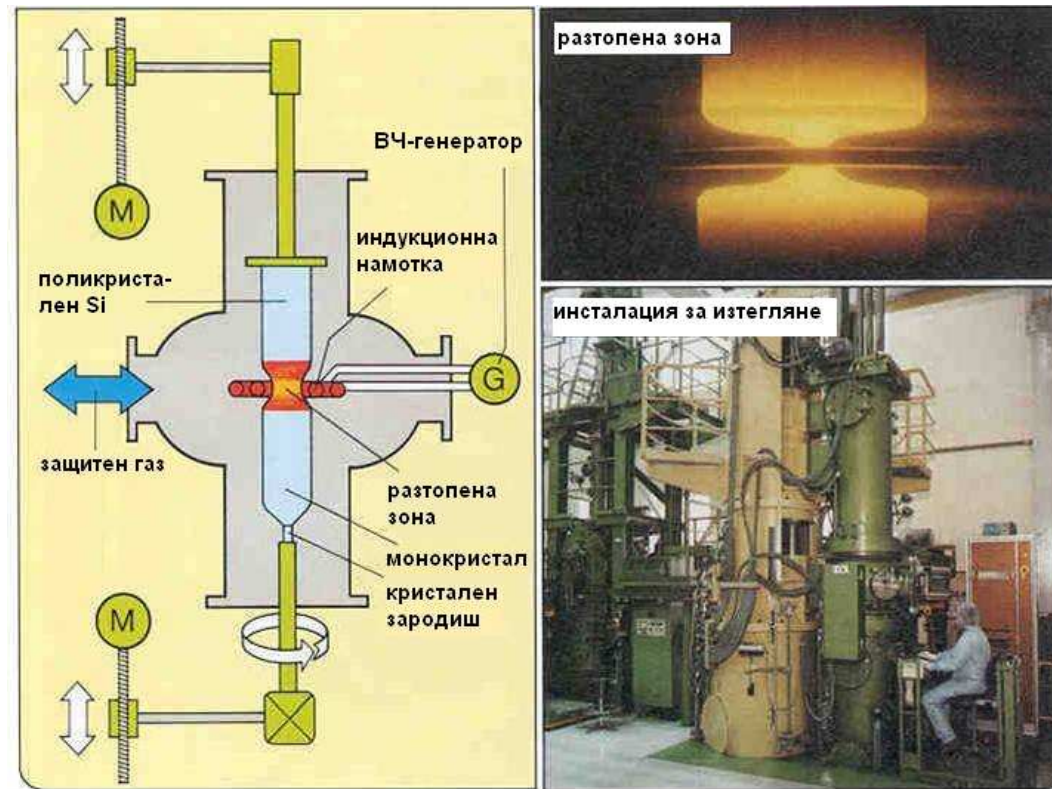 M
ВЧ-генератор
индукционна
намотка
поликриста-
лен Si
G
защитен газ
разтопена
зона
монокристал
кристален
зародиш
M
разтопена зона
инсталация за изтегляне